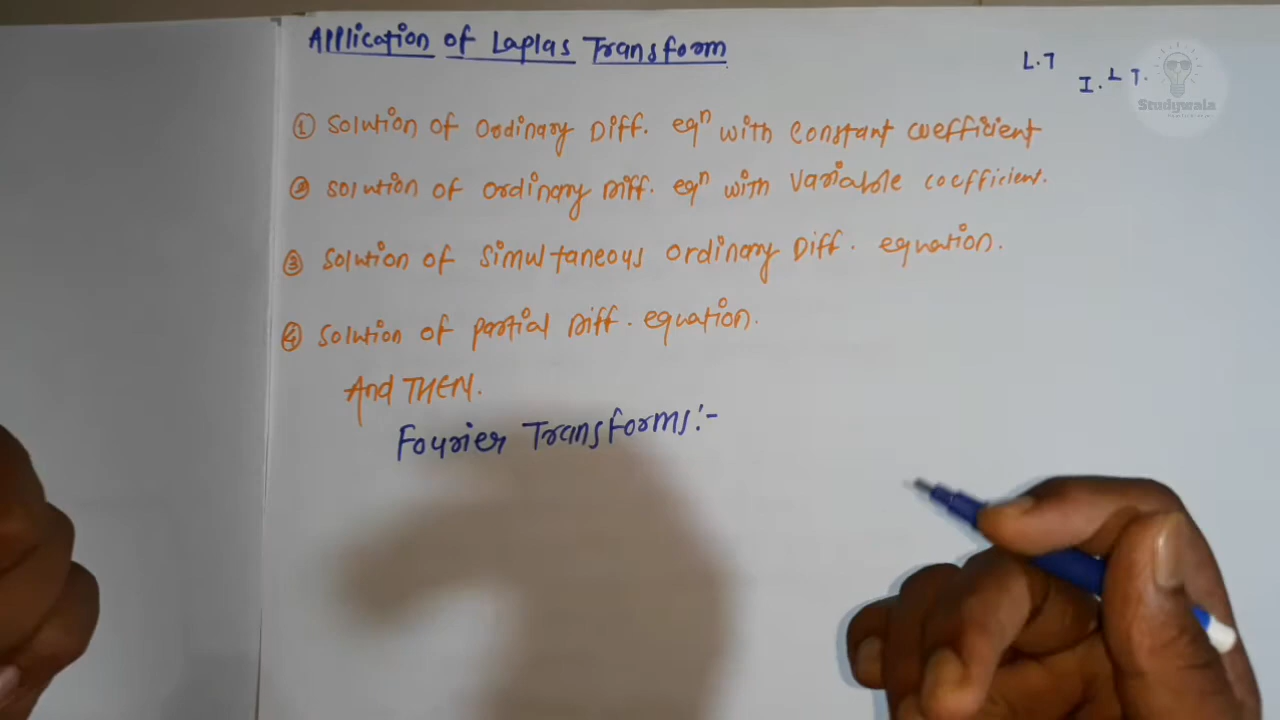 Application of Laplas Transform
L.T
I.LT.
Studywala
① Solution of Ordinary Diff. eqⁿ with Constant coefficient
② Solution of ordinary Diff. eqⁿ with Variable coefficient.
③ Solution of Simultaneous Ordinary Diff. equation.
④ Solution of partial Diff. equation.
And THEN.
Fourier Transforms:-